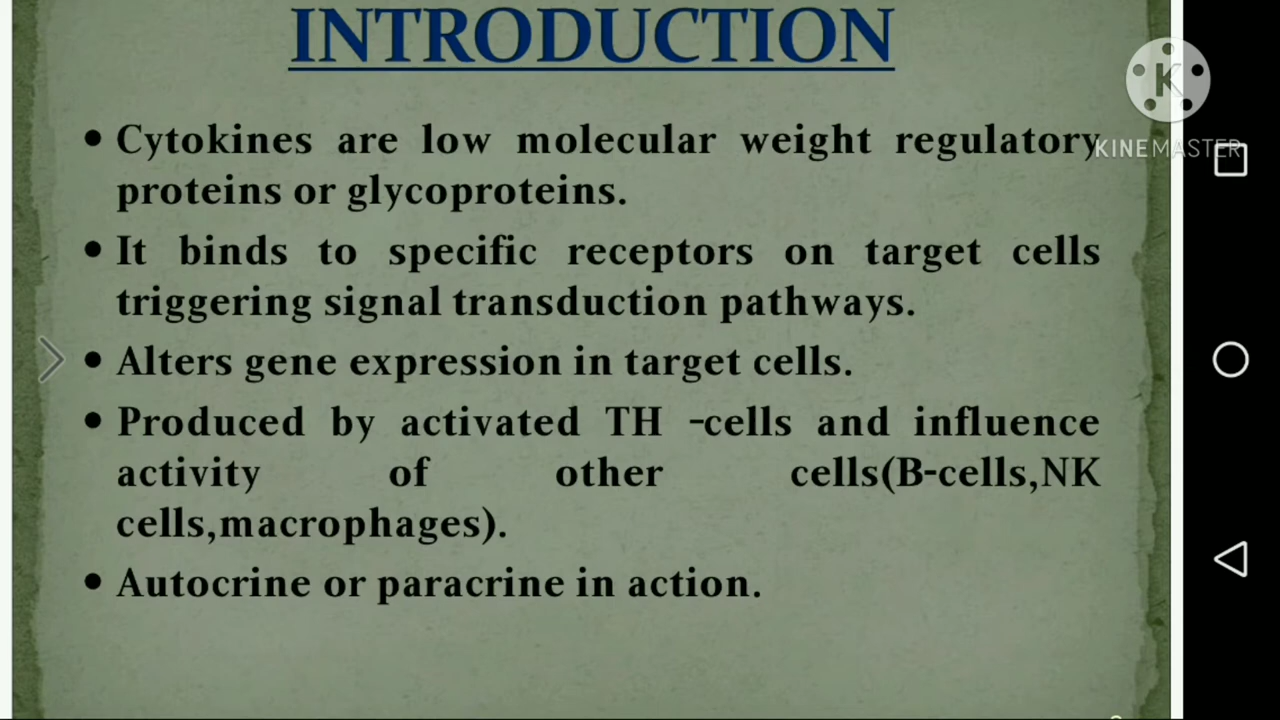 INTRODUCTION
• Cytokines are low molecular weight regulatory
proteins or glycoproteins.
• It binds to specific receptors on target cells
triggering signal transduction pathways.
• Alters gene expression in target cells.
• Produced by activated TH -cells and influence
activity of other cells(B-cells,NK
cells,macrophages).
• Autocrine or paracrine in action.
K
KINEMASTER